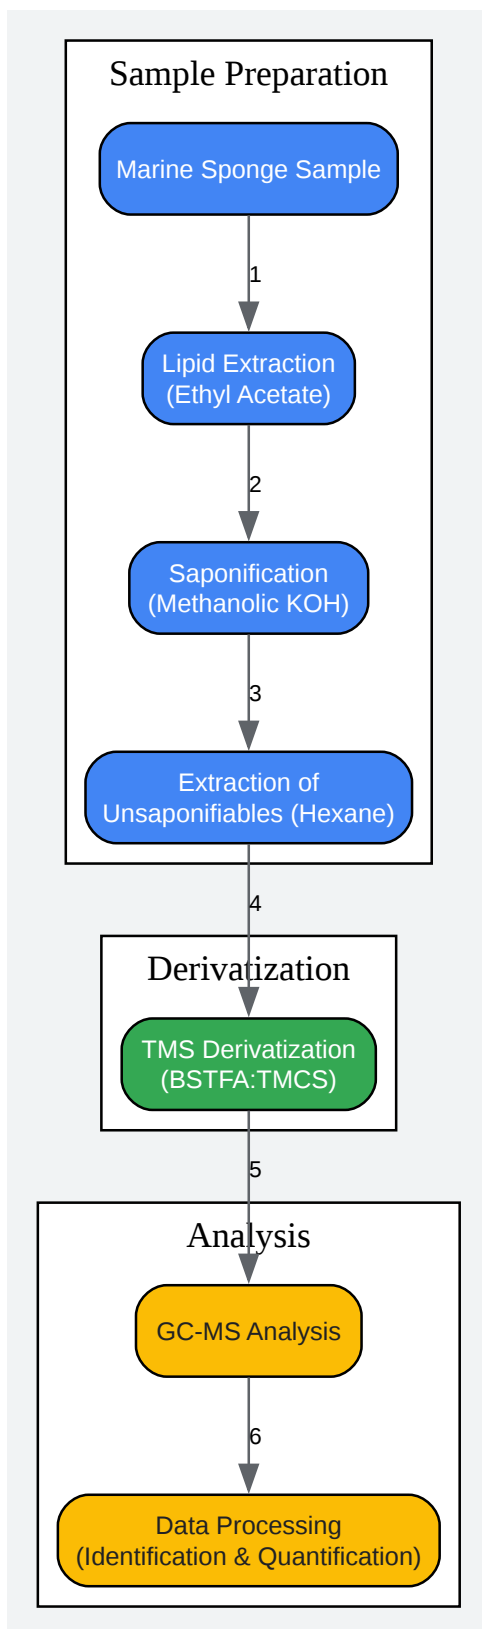 Sample Preparation
Marine Sponge Sample
1
Lipid Extraction
(Ethyl Acetate)
2
Saponification
(Methanolic KOH)
3
Extraction of
Unsaponifiables (Hexane)
4
Derivatization
TMS Derivatization
(BSTFA:TMCS)
5
Analysis
GC-MS Analysis
6
Data Processing
(Identification & Quantification)